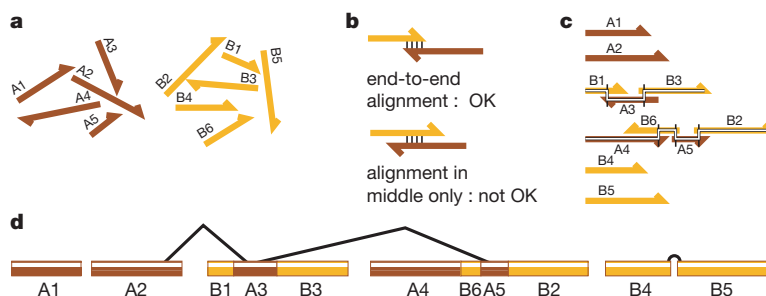 a
A1
A2
A3
A4
A5
B2
B1
B3
B5
B4
B6
b
end-to-end
alignment : OK
alignment in
middle only : not OK
c
A1
A2
B1 B3
A3
B6 B2
A4 A5
B4
B5
d
A1 A2 B1 A3 B3 A4 B6 A5 B2 B4 B5